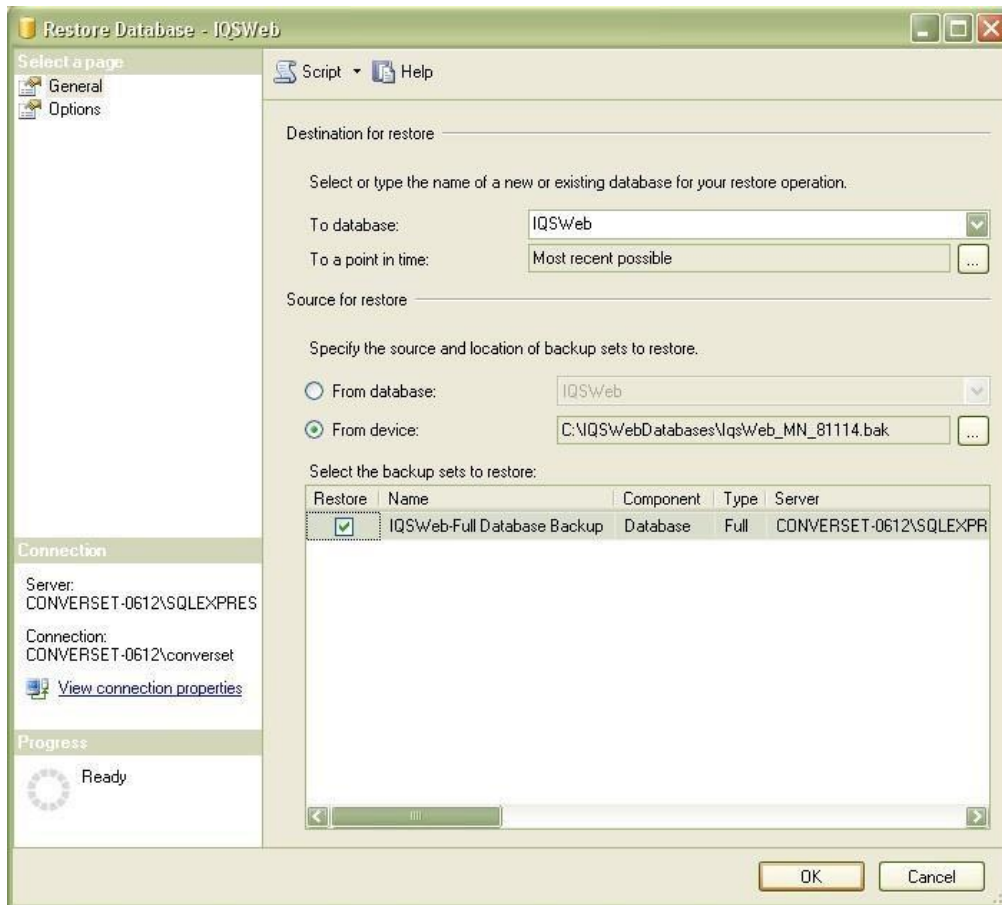 Restore Database - IQSWeb
Select a page
General
Options
Script
Help
Destination for restore
Select or type the name of a new or existing database for your restore operation.
To database:
IQSWeb
To a point in time:
Most recent possible
...
Source for restore
Specify the source and location of backup sets to restore.
From database:
IQSWeb
From device:
C:\IQSWebDatabases\IqsWeb_MN_81114.bak
...
Select the backup sets to restore:
Restore Name Component Type Server
IQSWeb-Full Database Backup Database Full CONVERSET-0612\SQLEXPR
Connection
Server:
CONVERSET-0612\SQLEXPRES
Connection:
CONVERSET-0612\converset
View connection properties
Progress
Ready
OK
Cancel